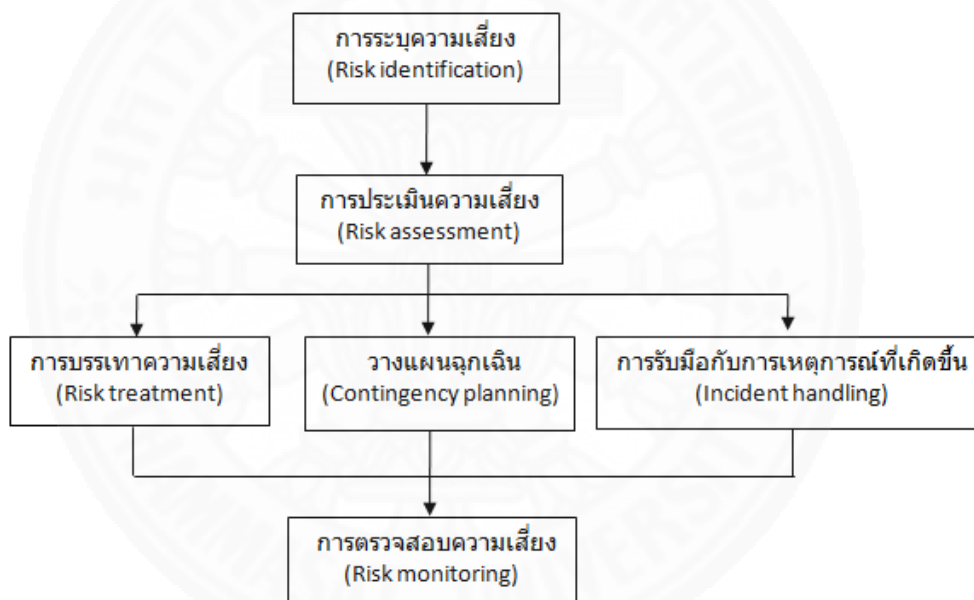 การระบุความเสี่ยง
(Risk identification)
การประเมินความเสี่ยง
(Risk assessment)
การบรรเทาความเสี่ยง
(Risk treatment)
วางแผนฉุกเฉิน
(Contingency planning)
การรับมือกับการเหตุการณ์ที่เกิดขึ้น
(Incident handling)
การตรวจสอบความเสี่ยง
(Risk monitoring)